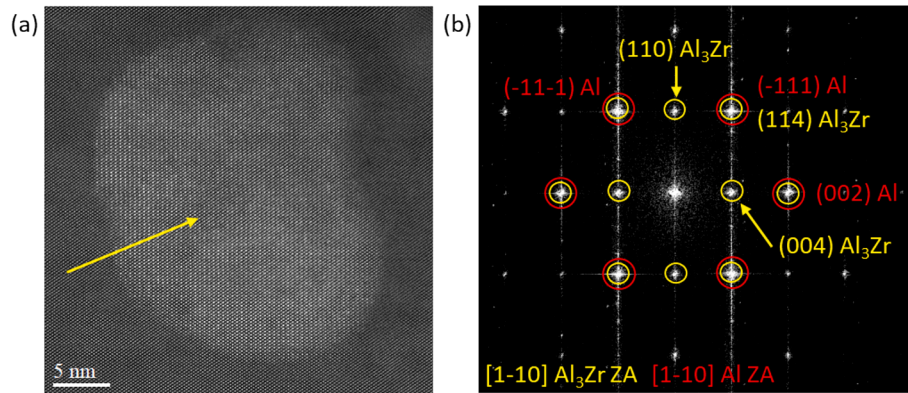 (a)
5 nm
(b)
(110) Al₃Zr
(-11-1) Al
(-111) Al
(114) Al₃Zr
(002) Al
(004) Al₃Zr
[1-10] Al₃Zr ZA [1-10] Al ZA